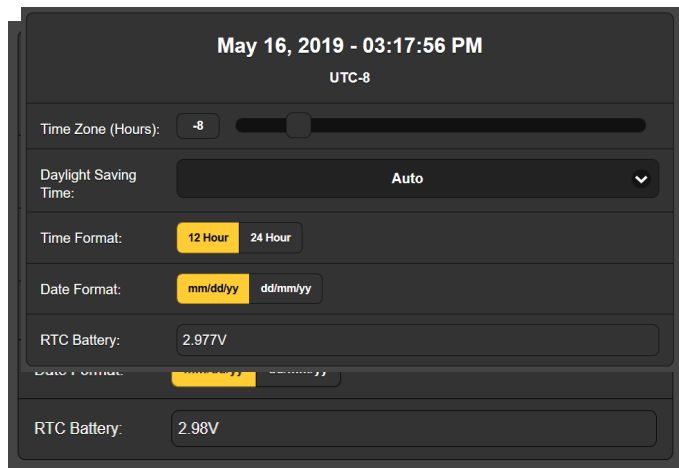 May 16, 2019 - 03:17:56 PM
UTC-8
Time Zone (Hours): -8
Daylight Saving
Time:
Auto
Time Format: 12 Hour 24 Hour
Date Format: mm/dd/yy dd/mm/yy
RTC Battery: 2.977V
RTC Battery: 2.98V